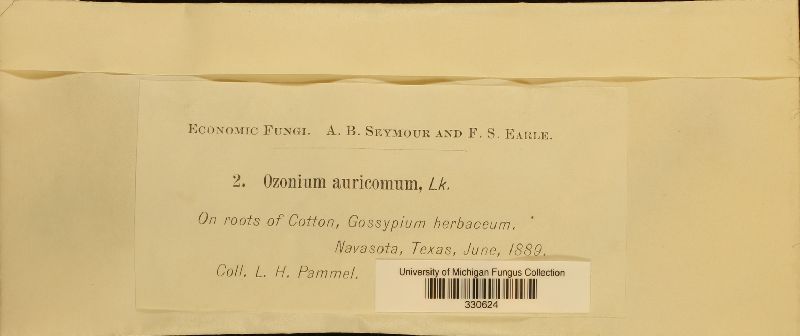 Economic Fungi. A. B. Seymour and F. S. Earle.
2. Ozonium auricomum, Lk.
On roots of Cotton, Gossypium herbaceum.
Navasota, Texas, June, 1889.
Coll. L. H. Pammel.
University of Michigan Fungus Collection
330624